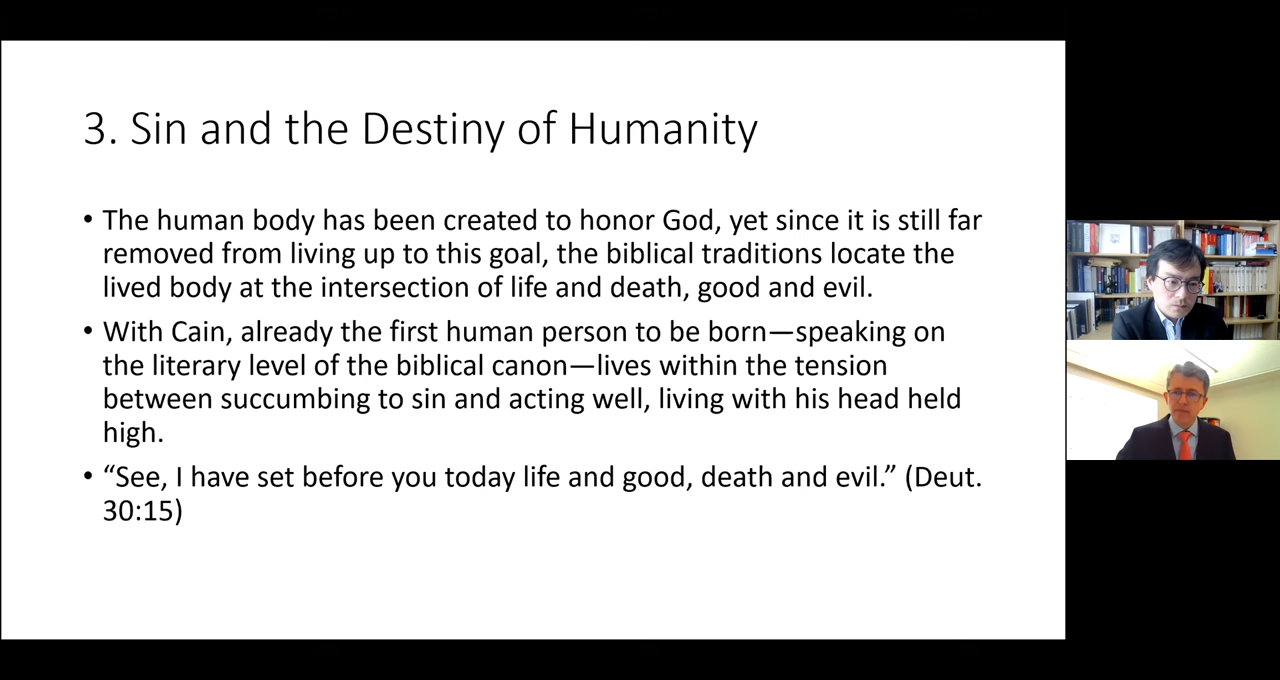 3. Sin and the Destiny of Humanity
• The human body has been created to honor God, yet since it is still far
removed from living up to this goal, the biblical traditions locate the
lived body at the intersection of life and death, good and evil.
• With Cain, already the first human person to be born—speaking on
the literary level of the biblical canon—lives within the tension
between succumbing to sin and acting well, living with his head held
high.
• “See, I have set before you today life and good, death and evil.” (Deut.
30:15)